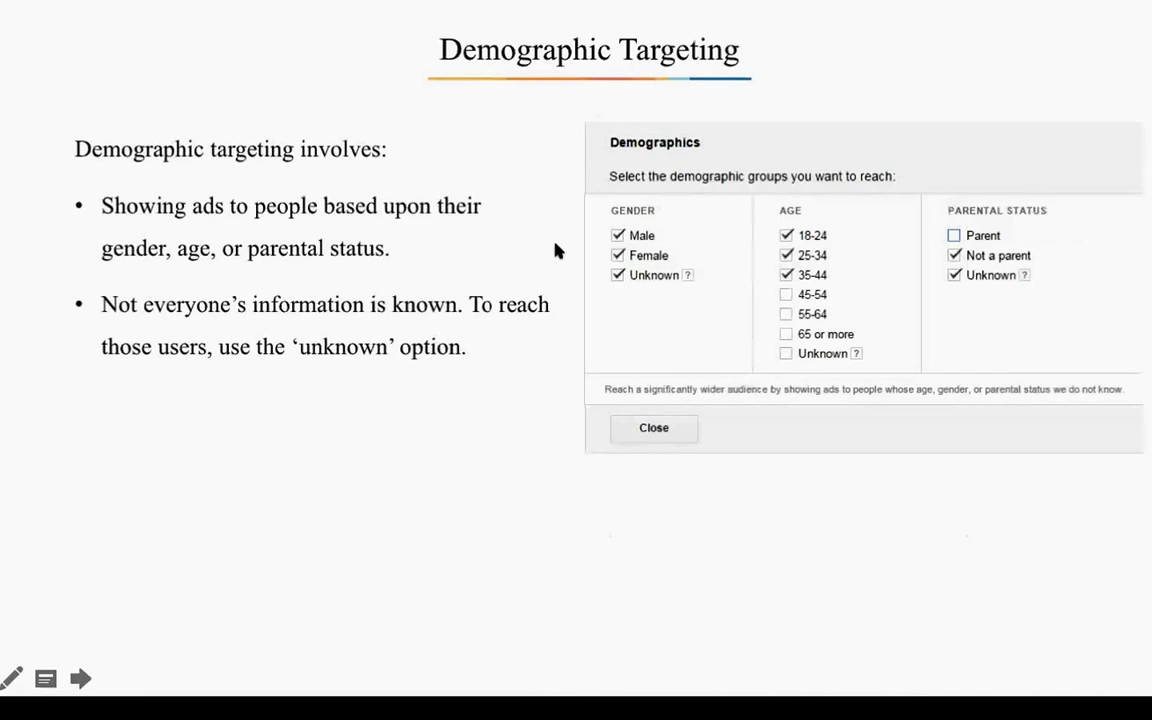 Demographic Targeting
Demographic targeting involves:
• Showing ads to people based upon their
gender, age, or parental status.
• Not everyone’s information is known. To reach
those users, use the ‘unknown’ option.
Demographics
Select the demographic groups you want to reach:
GENDER
Male
Female
Unknown ?
AGE
18-24
25-34
35-44
45-54
55-64
65 or more
Unknown ?
PARENTAL STATUS
Parent
Not a parent
Unknown ?
Reach a significantly wider audience by showing ads to people whose age, gender, or parental status we do not know.
Close